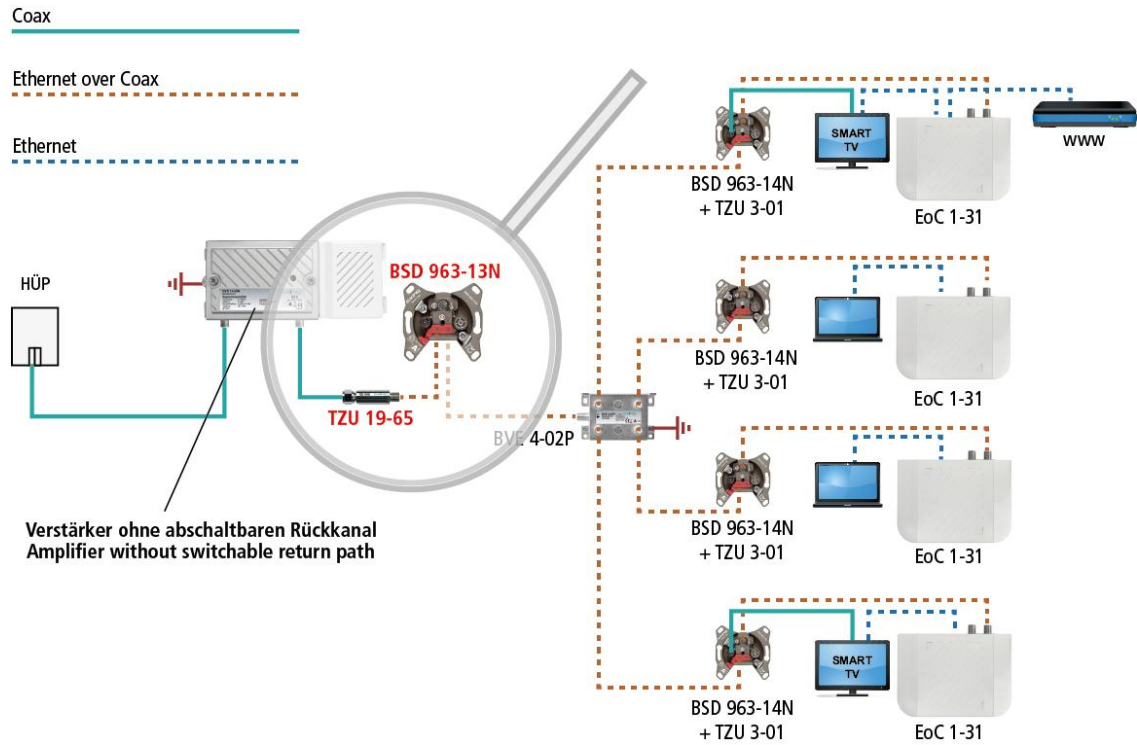 Coax
Ethernet over Coax
Ethernet
HÜP
BSD 963-13N
TZU 19-65
BVE 4-02P
Verstärker ohne abschaltbaren Rückkanal
Amplifier without switchable return path
BSD 963-14N
+ TZU 3-01
SMART
TV
EoC 1-31
WWW
BSD 963-14N
+ TZU 3-01
EoC 1-31
BSD 963-14N
+ TZU 3-01
EoC 1-31
BSD 963-14N
+ TZU 3-01
SMART
TV
EoC 1-31